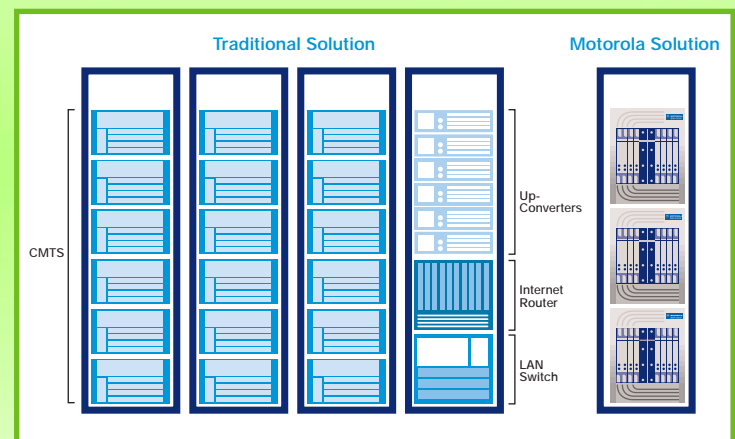 Traditional Solution
Motorola Solution
CMTS
Up-
Converters
Internet
Router
LAN
Switch